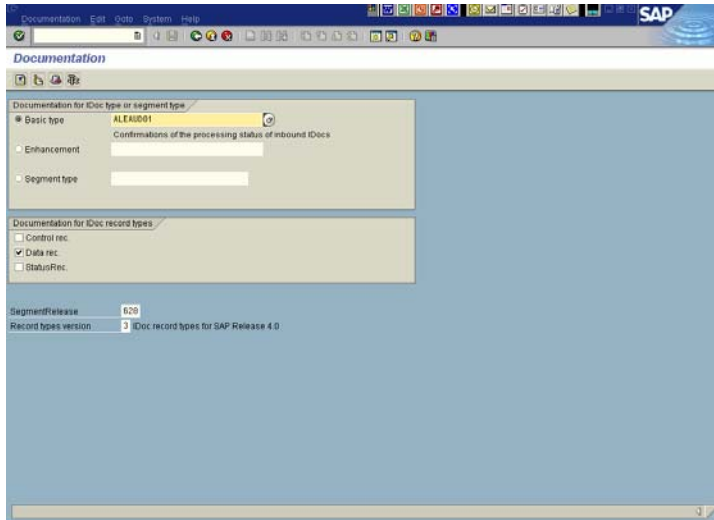 Documentation Edit Goto System Help
SAP
Documentation
Documentation for IDoc type or segment type
Basic type ALEAUD01
Confirmations of the processing status of inbound IDocs
Enhancement
Segment type
Documentation for IDoc record types
Control rec.
Data rec.
StatusRec.
SegmentRelease 620
Record types version 3 IDoc record types for SAP Release 4.0